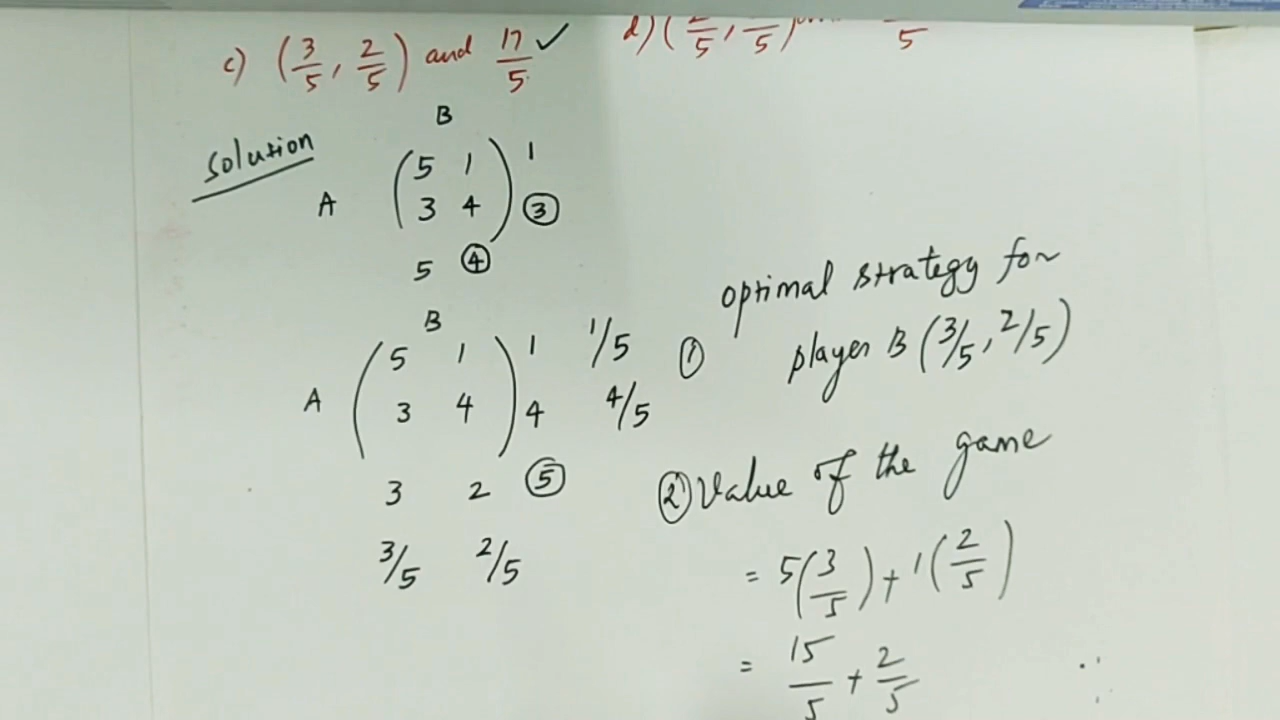 c) (3/5, 2/5) and 17/5 ✓ d) (/5, /5) 5
Solution
B
5 1 1
A
3 4 ③
5 ④
B
5 1 1 1/5
A
3 4 4 4/5
3 2 ⑤
3/5 2/5
① optimal strategy for
player B (3/5, 2/5)
② Value of the game
= 5(3/5) + 1(2/5)
= 15/5 + 2/5